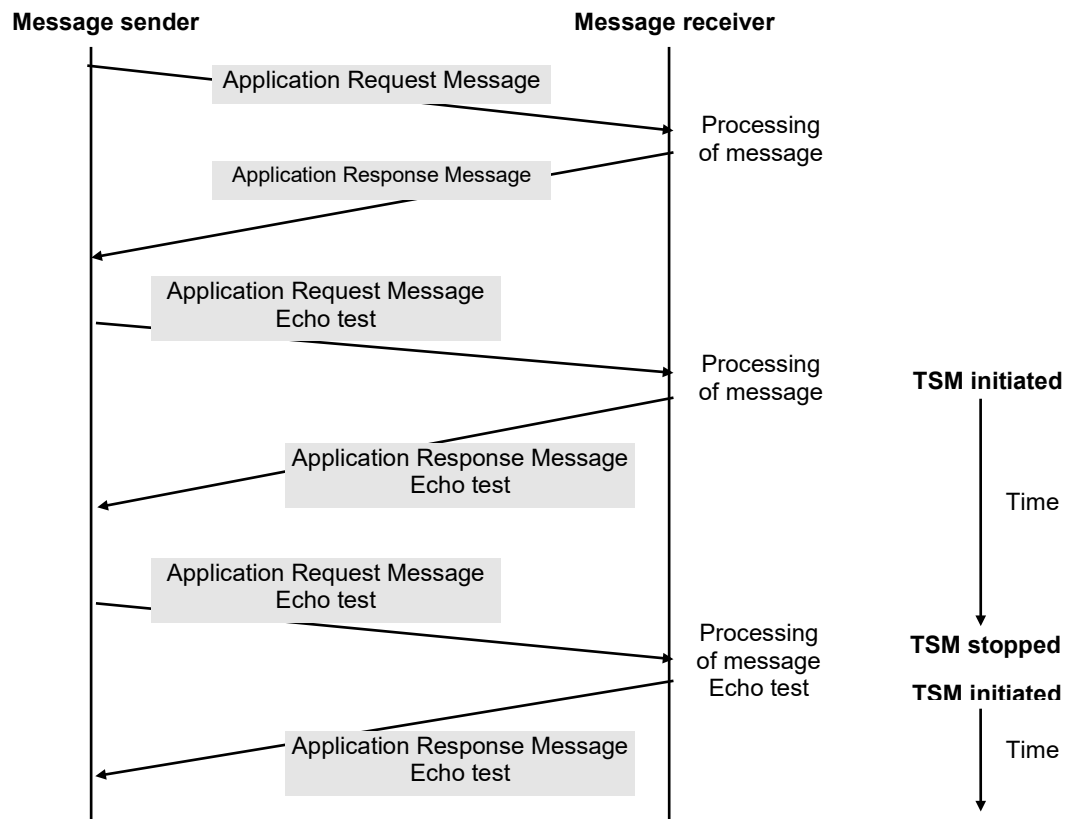 Message sender
Message receiver
Application Request Message
Processing
of message
Application Response Message
Application Request Message
Echo test
Processing
of message
TSM initiated
Application Response Message
Echo test
Time
Application Request Message
Echo test
Processing
of message
Echo test
TSM stopped
TSM initiated
Application Response Message
Echo test
Time